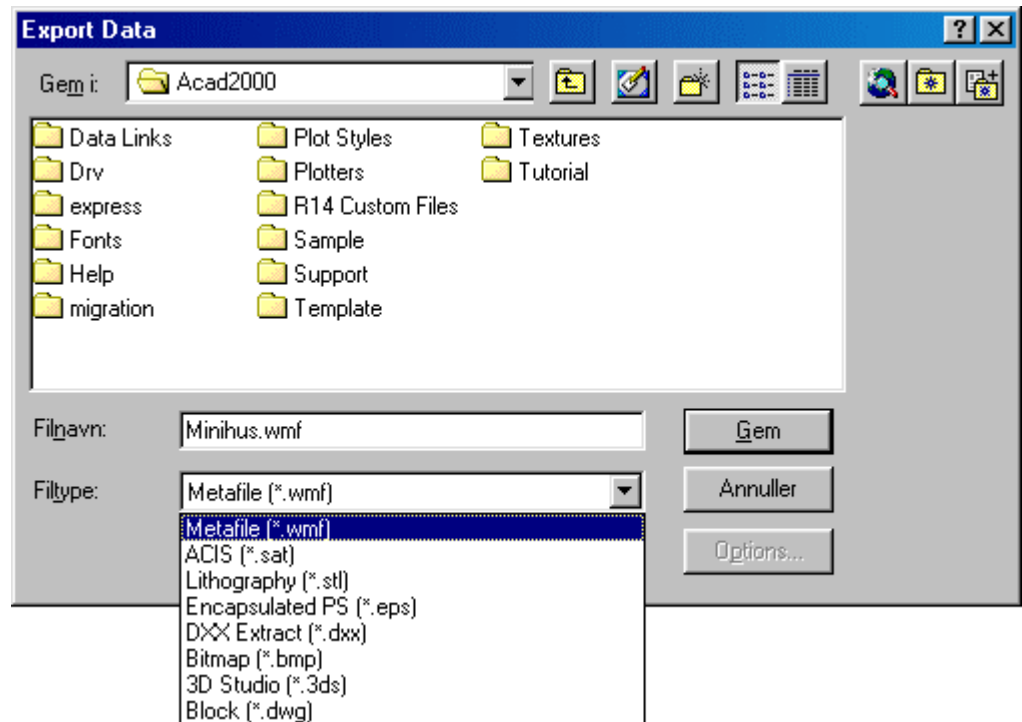 Export Data
Gem i: Acad2000
Data Links
Drv
express
Fonts
Help
migration
Plot Styles
Plotters
R14 Custom Files
Sample
Support
Template
Textures
Tutorial
Filnavn: Minihus.wmf
Gem
Filtype: Metafile (*.wmf)
Annuller
Options...
Metafile (*.wmf)
ACIS (*.sat)
Lithography (*.stl)
Encapsulated PS (*.eps)
DXX Extract (*.dxx)
Bitmap (*.bmp)
3D Studio (*.3ds)
Block (*.dwg)